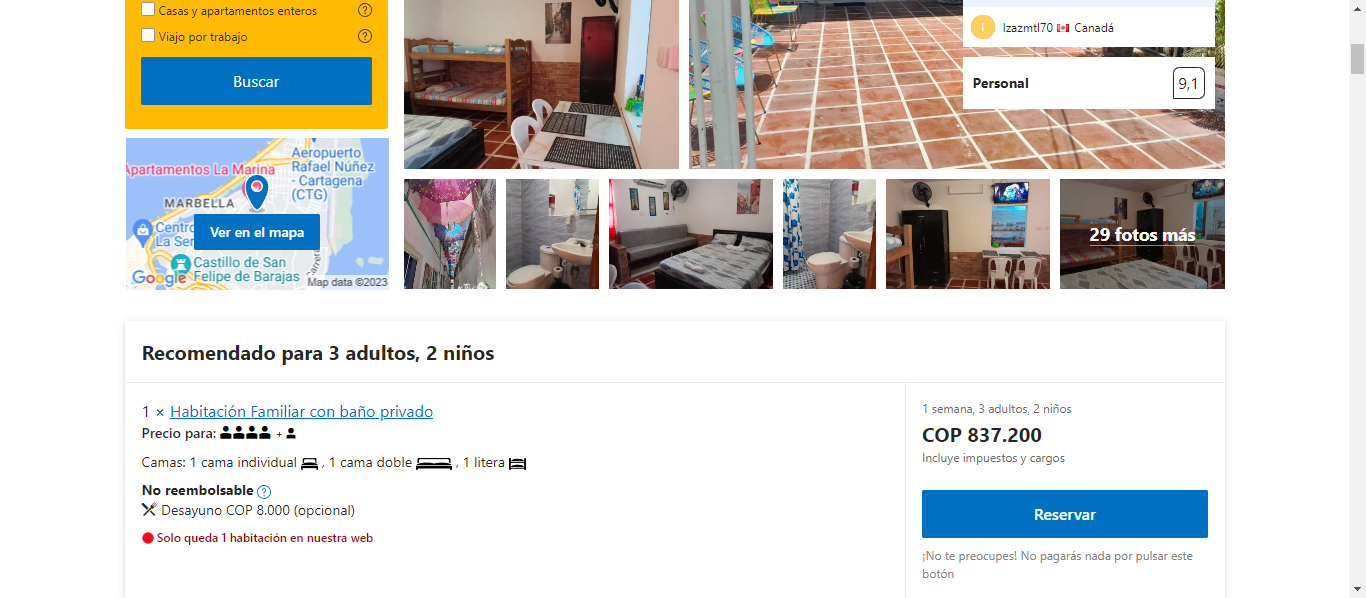 Casas y apartamentos enteros ?
Viajo por trabajo ?
Buscar
I Izazmtl70 Canadá
Personal 9,1
Aeropuerto
Rafael Núñez
- Cartagena
(CTG)
Apartamentos La Marina
MARBELLA
Centro
La Ser
Ver en el mapa
Castillo de San
Felipe de Barajas
Carrera
Google
Map data ©2023
29 fotos más
Recomendado para 3 adultos, 2 niños
1 × Habitación Familiar con baño privado
Precio para: +
Camas: 1 cama individual , 1 cama doble , 1 litera
No reembolsable ?
Desayuno COP 8.000 (opcional)
Solo queda 1 habitación en nuestra web
1 semana, 3 adultos, 2 niños
COP 837.200
Incluye impuestos y cargos
Reservar
¡No te preocupes! No pagarás nada por pulsar este
botón